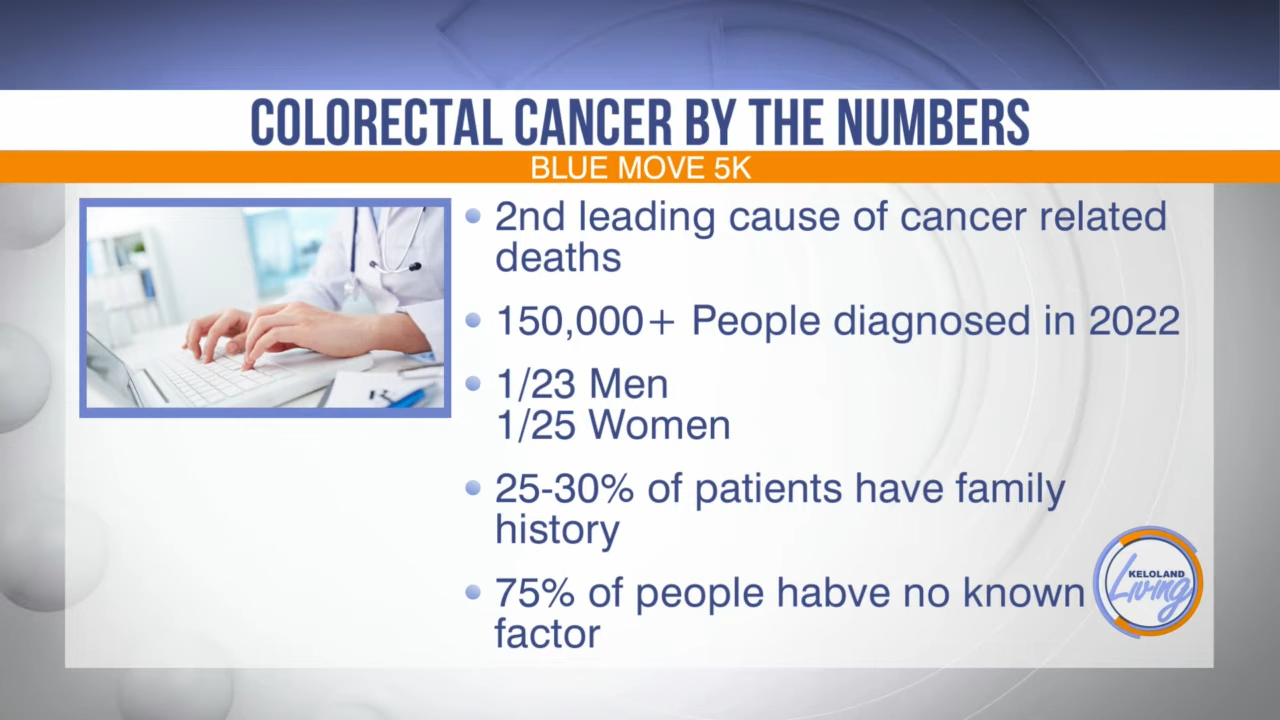 COLORECTAL CANCER BY THE NUMBERS
BLUE MOVE 5K
• 2nd leading cause of cancer related
deaths
• 150,000+ People diagnosed in 2022
• 1/23 Men
1/25 Women
• 25-30% of patients have family
history
• 75% of people habve no known
factor
KELOLAND
Living